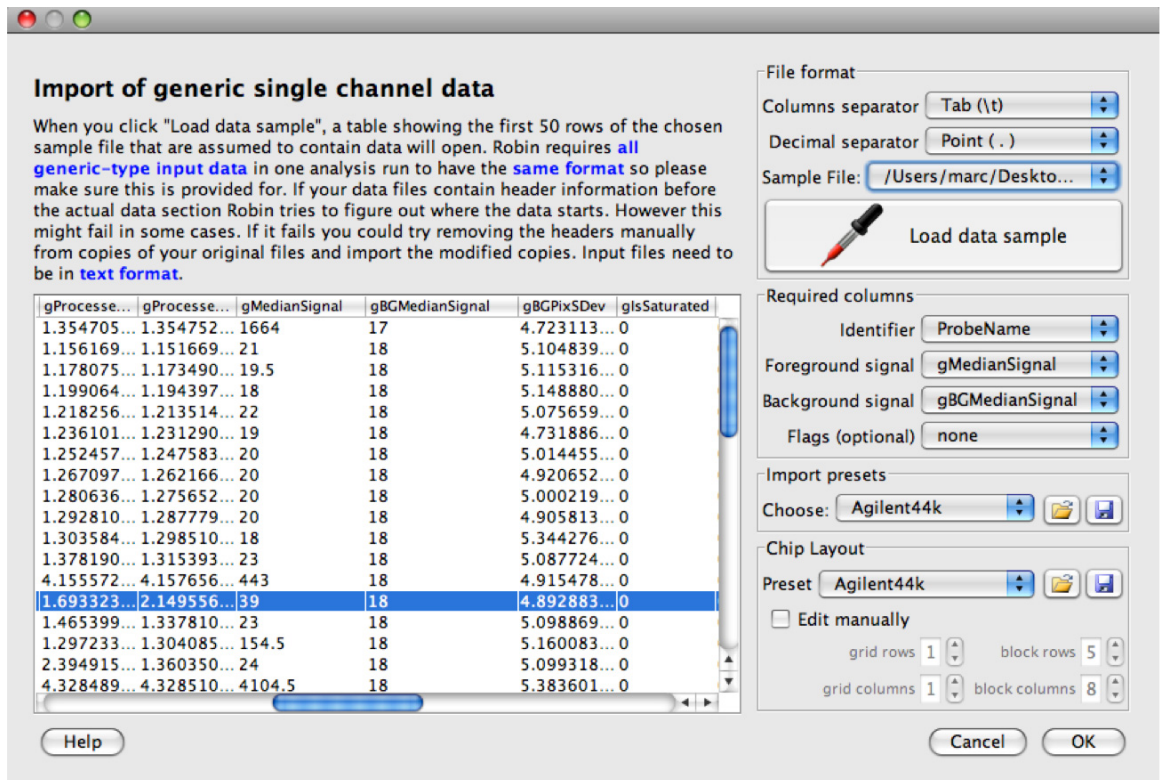 Import of generic single channel data
When you click "Load data sample", a table showing the first 50 rows of the chosen
sample file that are assumed to contain data will open. Robin requires all
generic-type input data in one analysis run to have the same format so please
make sure this is provided for. If your data files contain header information before
the actual data section Robin tries to figure out where the data starts. However this
might fail in some cases. If it fails you could try removing the headers manually
from copies of your original files and import the modified copies. Input files need to
be in text format.
gProcesse... gProcesse... gMedianSignal gBGMedianSignal gBGPixSDev gIsSaturated
1.354705... 1.354752... 1664 17 4.723113... 0
1.156169... 1.151669... 21 18 5.104839... 0
1.178075... 1.173490... 19.5 18 5.115316... 0
1.199064... 1.194397... 18 18 5.148880... 0
1.218256... 1.213514... 22 18 5.075659... 0
1.236101... 1.231290... 19 18 4.731886... 0
1.252457... 1.247583... 20 18 5.014455... 0
1.267097... 1.262166... 20 18 4.920652... 0
1.280636... 1.275652... 20 18 5.000219... 0
1.292810... 1.287779... 20 18 4.905813... 0
1.303584... 1.298510... 18 18 5.344276... 0
1.378190... 1.315393... 23 18 5.087724... 0
4.155572... 4.157656... 443 18 4.915478... 0
1.693323... 2.149556... 39 18 4.892883... 0
1.465399... 1.337810... 23 18 5.098869... 0
1.297233... 1.304085... 154.5 18 5.160083... 0
2.394915... 1.360350... 24 18 5.099318... 0
4.328489... 4.328510... 4104.5 18 5.383601... 0
Help
File format
Columns separator Tab (\t)
Decimal separator Point ( . )
Sample File: /Users/marc/Deskto...
Load data sample
Required columns
Identifier ProbeName
Foreground signal gMedianSignal
Background signal gBGMedianSignal
Flags (optional) none
Import presets
Choose: Agilent44k
Chip Layout
Preset Agilent44k
Edit manually
grid rows 1 block rows 5
grid columns 1 block columns 8
Cancel OK